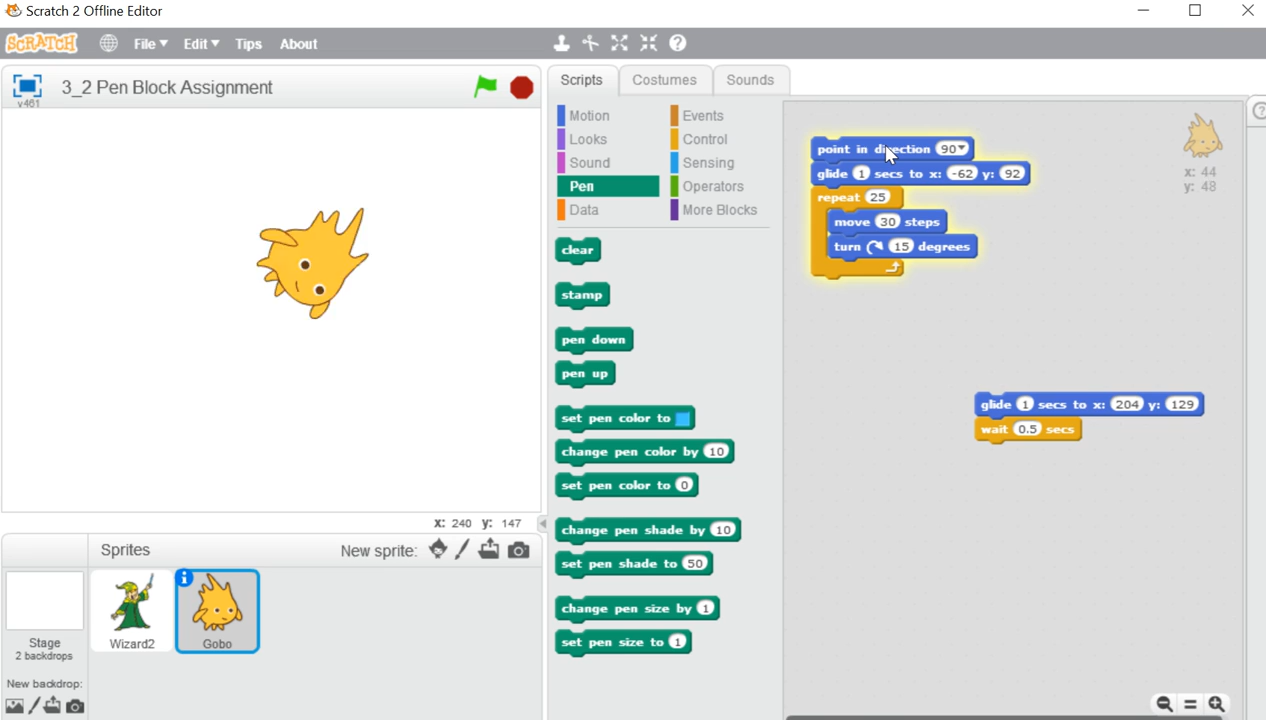 Scratch 2 Offline Editor
SCRATCH File Edit Tips About
v461 3_2 Pen Block Assignment
Scripts Costumes Sounds
Motion Events
Looks Control
Sound Sensing
Pen Operators
Data More Blocks
clear
stamp
pen down
pen up
set pen color to
change pen color by 10
set pen color to 0
change pen shade by 10
set pen shade to 50
change pen size by 1
set pen size to 1
point in direction 90
glide 1 secs to x: -62 y: 92
repeat 25
move 30 steps
turn 15 degrees
x: 44
y: 48
glide 1 secs to x: 204 y: 129
wait 0.5 secs
x: 240 y: 147
Sprites New sprite:
Stage
2 backdrops
New backdrop:
Wizard2
Gobo